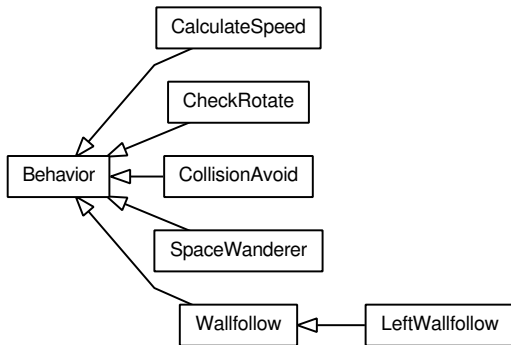 CalculateSpeed
CheckRotate
Behavior
CollisionAvoid
SpaceWanderer
Wallfollow
LeftWallfollow